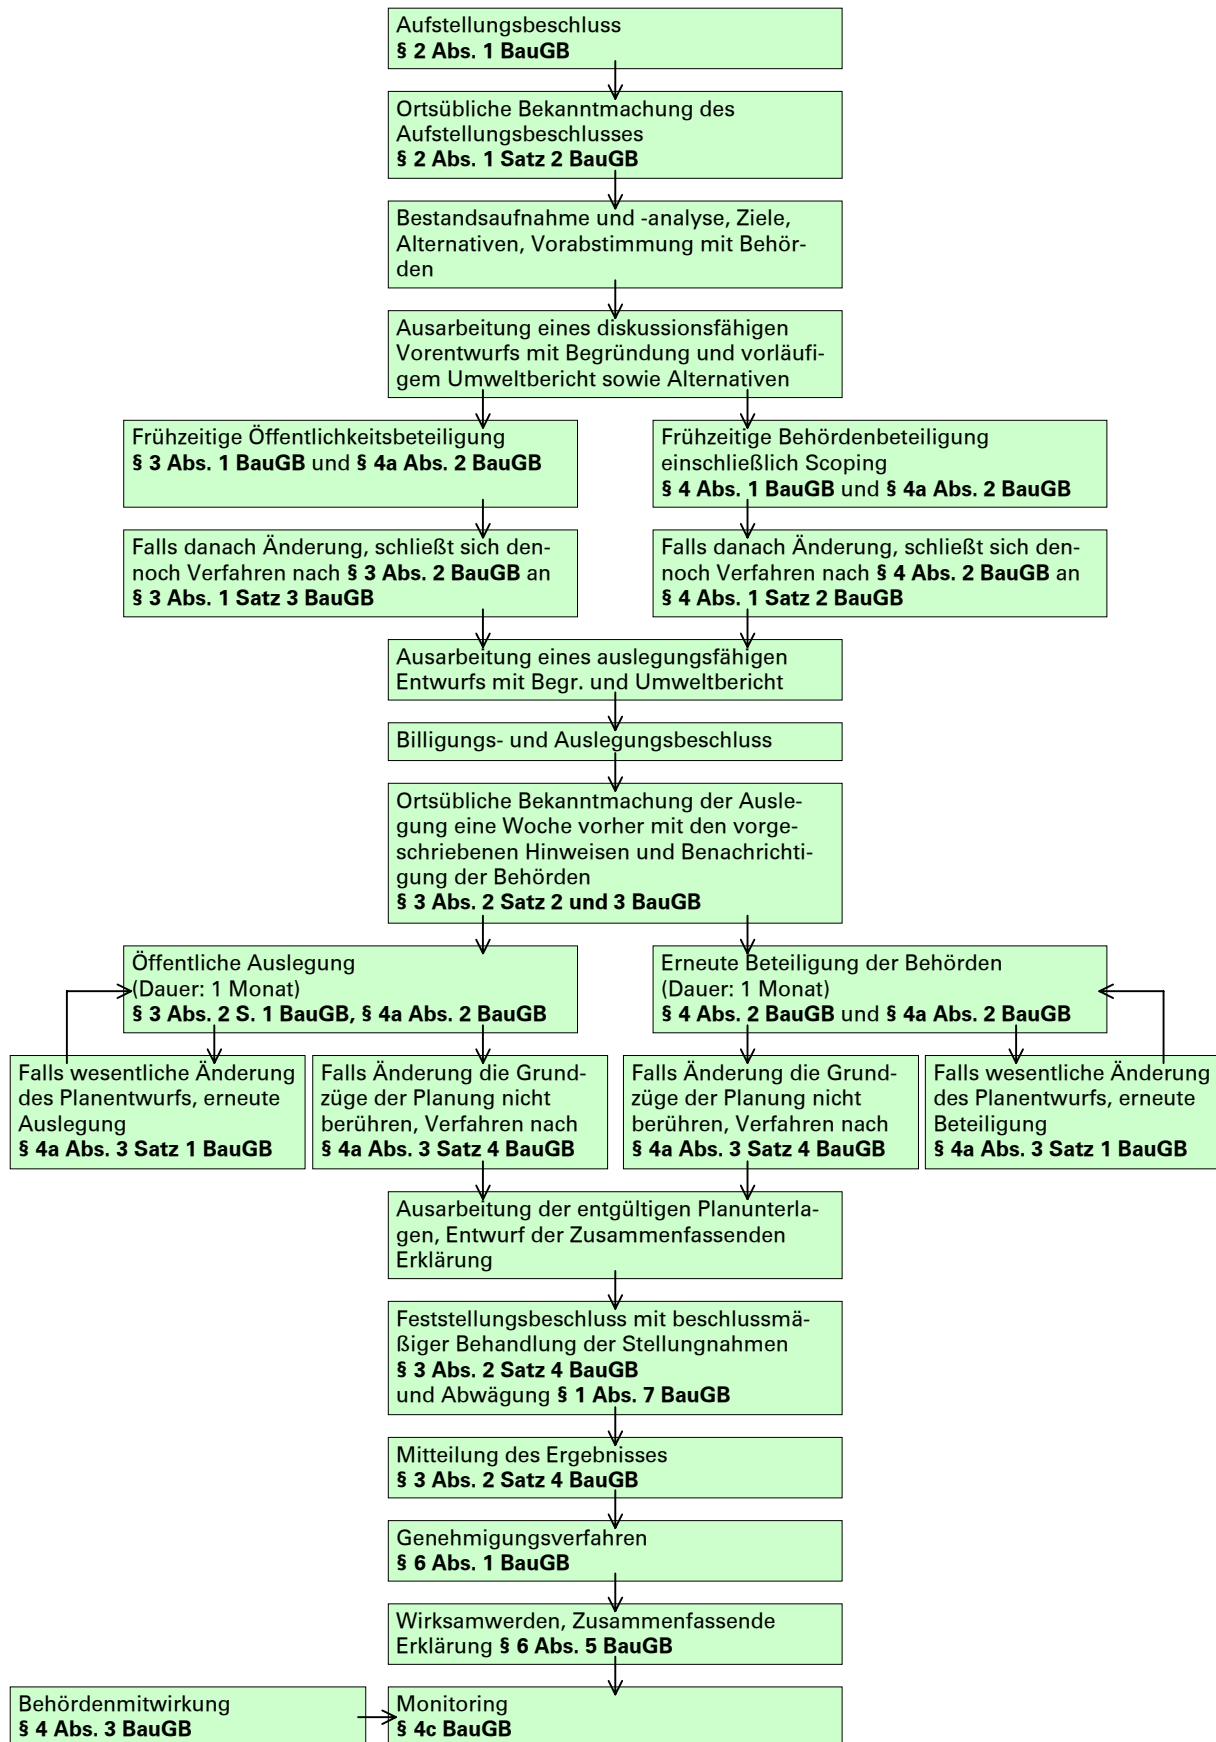 Aufstellungsbeschluss
§ 2 Abs. 1 BauGB
Ortsübliche Bekanntmachung des
Aufstellungsbeschlusses
§ 2 Abs. 1 Satz 2 BauGB
Bestandsaufnahme und -analyse, Ziele,
Alternativen, Vorabstimmung mit Behör-
den
Ausarbeitung eines diskussionsfähigen
Vorentwurfs mit Begründung und vorläufi-
gem Umweltbericht sowie Alternativen
Frühzeitige Öffentlichkeitsbeteiligung
§ 3 Abs. 1 BauGB und § 4a Abs. 2 BauGB
Frühzeitige Behördenbeteiligung
einschließlich Scoping
§ 4 Abs. 1 BauGB und § 4a Abs. 2 BauGB
Falls danach Änderung, schließt sich den-
noch Verfahren nach § 3 Abs. 2 BauGB an
§ 3 Abs. 1 Satz 3 BauGB
Falls danach Änderung, schließt sich den-
noch Verfahren nach § 4 Abs. 2 BauGB an
§ 4 Abs. 1 Satz 2 BauGB
Ausarbeitung eines auslegungsfähigen
Entwurfs mit Begr. und Umweltbericht
Billigungs- und Auslegungsbeschluss
Ortsübliche Bekanntmachung der Ausle-
gung eine Woche vorher mit den vorge-
schriebenen Hinweisen und Benachrichti-
gung der Behörden
§ 3 Abs. 2 Satz 2 und 3 BauGB
Öffentliche Auslegung
(Dauer: 1 Monat)
§ 3 Abs. 2 S. 1 BauGB, § 4a Abs. 2 BauGB
Erneute Beteiligung der Behörden
(Dauer: 1 Monat)
§ 4 Abs. 2 BauGB und § 4a Abs. 2 BauGB
Falls wesentliche Änderung
des Planentwurfs, erneute
Auslegung
§ 4a Abs. 3 Satz 1 BauGB
Falls Änderung die Grund-
züge der Planung nicht
berühren, Verfahren nach
§ 4a Abs. 3 Satz 4 BauGB
Falls Änderung die Grund-
züge der Planung nicht
berühren, Verfahren nach
§ 4a Abs. 3 Satz 4 BauGB
Falls wesentliche Änderung
des Planentwurfs, erneute
Beteiligung
§ 4a Abs. 3 Satz 1 BauGB
Ausarbeitung der entgültigen Planunterla-
gen, Entwurf der Zusammenfassenden
Erklärung
Feststellungsbeschluss mit beschlussmä-
ßiger Behandlung der Stellungnahmen
§ 3 Abs. 2 Satz 4 BauGB
und Abwägung § 1 Abs. 7 BauGB
Mitteilung des Ergebnisses
§ 3 Abs. 2 Satz 4 BauGB
Genehmigungsverfahren
§ 6 Abs. 1 BauGB
Wirksamwerden, Zusammenfassende
Erklärung § 6 Abs. 5 BauGB
Behördenmitwirkung
§ 4 Abs. 3 BauGB
Monitoring
§ 4c BauGB